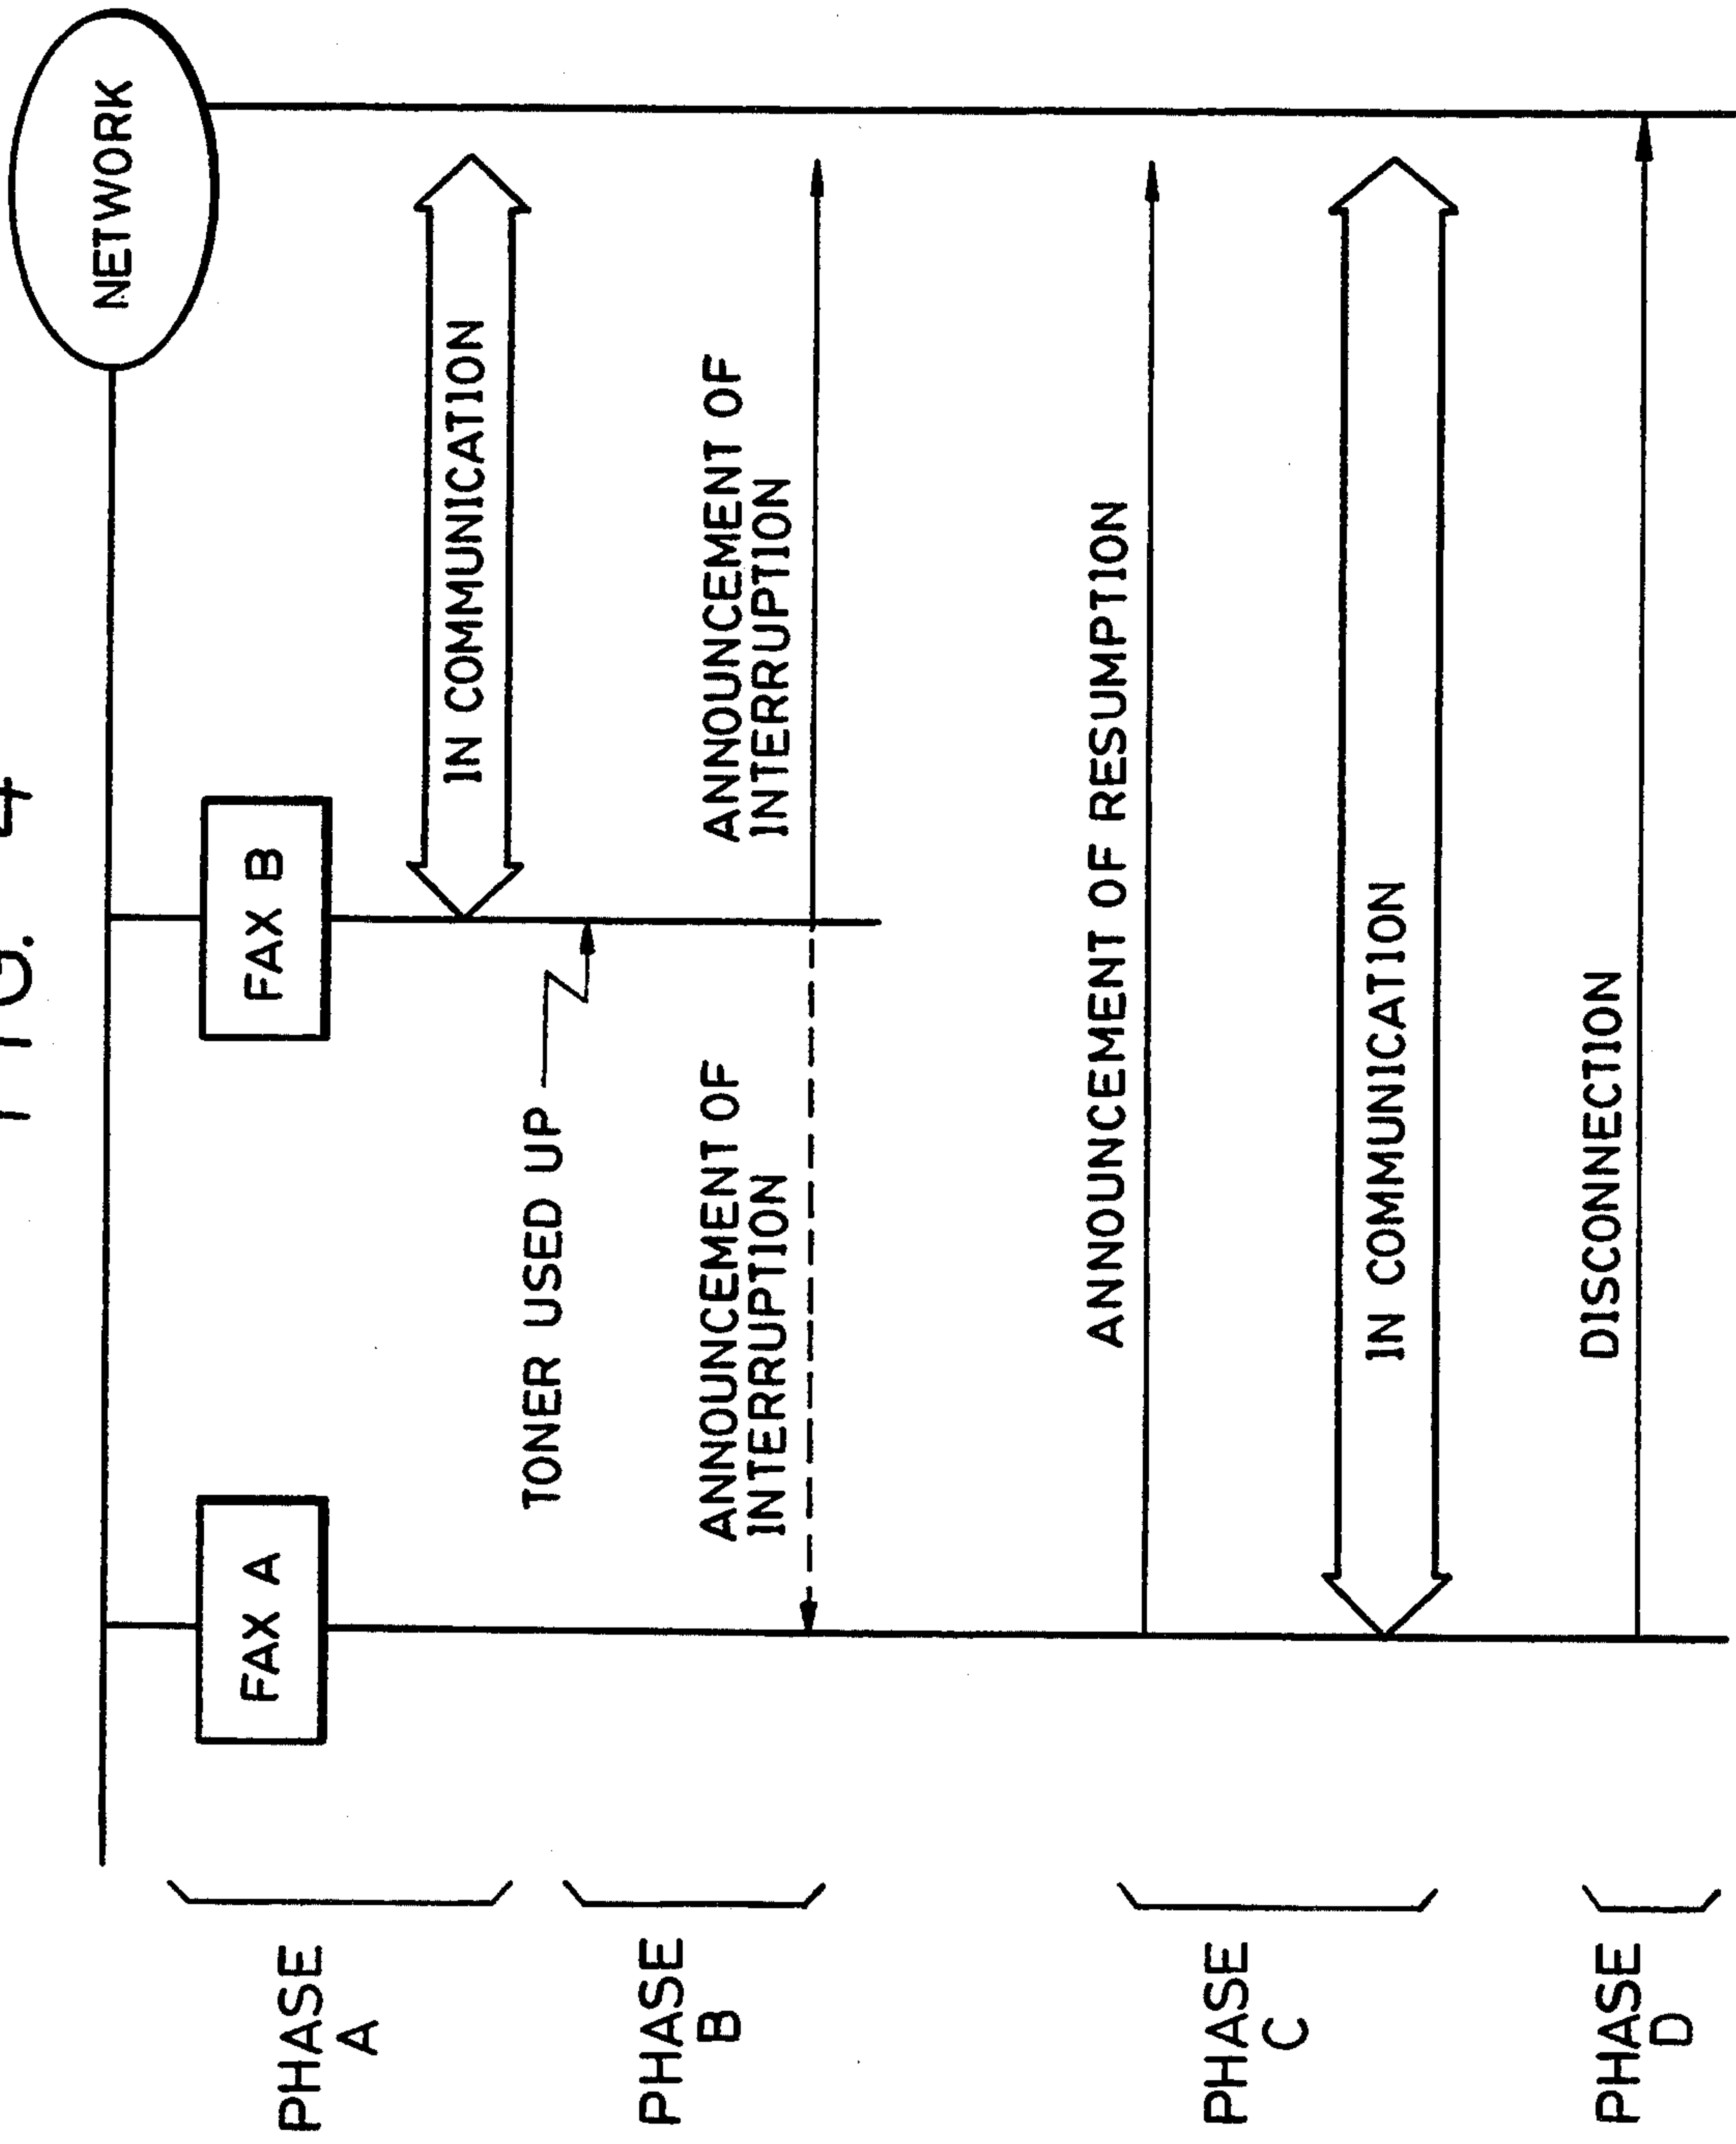 FIG. 4
NETWORK
FAX A
FAX B
PHASE
A
IN COMMUNICATION
TONER USED UP
PHASE
B
ANNOUNCEMENT OF
INTERRUPTION
ANNOUNCEMENT OF
INTERRUPTION
PHASE
C
ANNOUNCEMENT OF RESUMPTION
IN COMMUNICATION
PHASE
D
DISCONNECTION